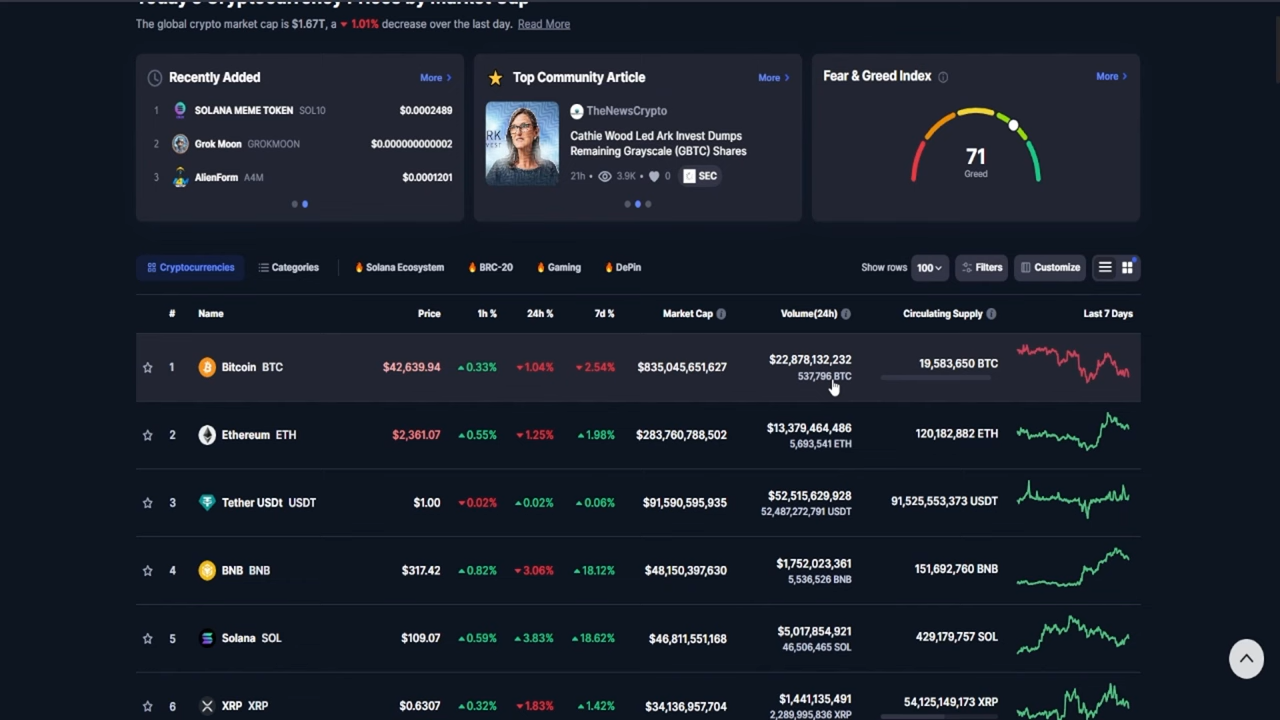 Today's Cryptocurrency Prices by Market Cap
The global crypto market cap is $1.67T, a 1.01% decrease over the last day. Read More
Recently Added
More
1 SOLANA MEME TOKEN SOL10 $0.0002489
2 Grok Moon GROKMOON $0.000000000002
3 AlienForm A4M $0.0001201
Top Community Article
More
RK
VEST
TheNewsCrypto
Cathie Wood Led Ark Invest Dumps
Remaining Grayscale (GBTC) Shares
21h • 3.9K • 0 SEC
Fear & Greed Index
More
71
Greed
Cryptocurrencies Categories Solana Ecosystem BRC-20 Gaming DePin Show rows 100 Filters Customize
# Name Price 1h % 24h % 7d % Market Cap Volume(24h) Circulating Supply Last 7 Days
1 Bitcoin BTC $42,639.94 0.33% 1.04% 2.54% $835,045,651,627 $22,878,132,232 19,583,650 BTC
537,796 BTC
2 Ethereum ETH $2,361.07 0.55% 1.25% 1.98% $283,760,788,502 $13,379,464,486 120,182,882 ETH
5,693,541 ETH
3 Tether USDt USDT $1.00 0.02% 0.02% 0.06% $91,590,595,935 $52,515,629,928 91,525,553,373 USDT
52,487,272,791 USDT
4 BNB BNB $317.42 0.82% 3.06% 18.12% $48,150,397,630 $1,752,023,361 151,692,760 BNB
5,536,526 BNB
5 Solana SOL $109.07 0.59% 3.83% 18.62% $46,811,551,168 $5,017,854,921 429,179,757 SOL
46,506,465 SOL
6 XRP XRP $0.6307 0.32% 1.83% 1.42% $34,136,957,704 $1,441,135,491 54,125,149,173 XRP
2,289,995,836 XRP